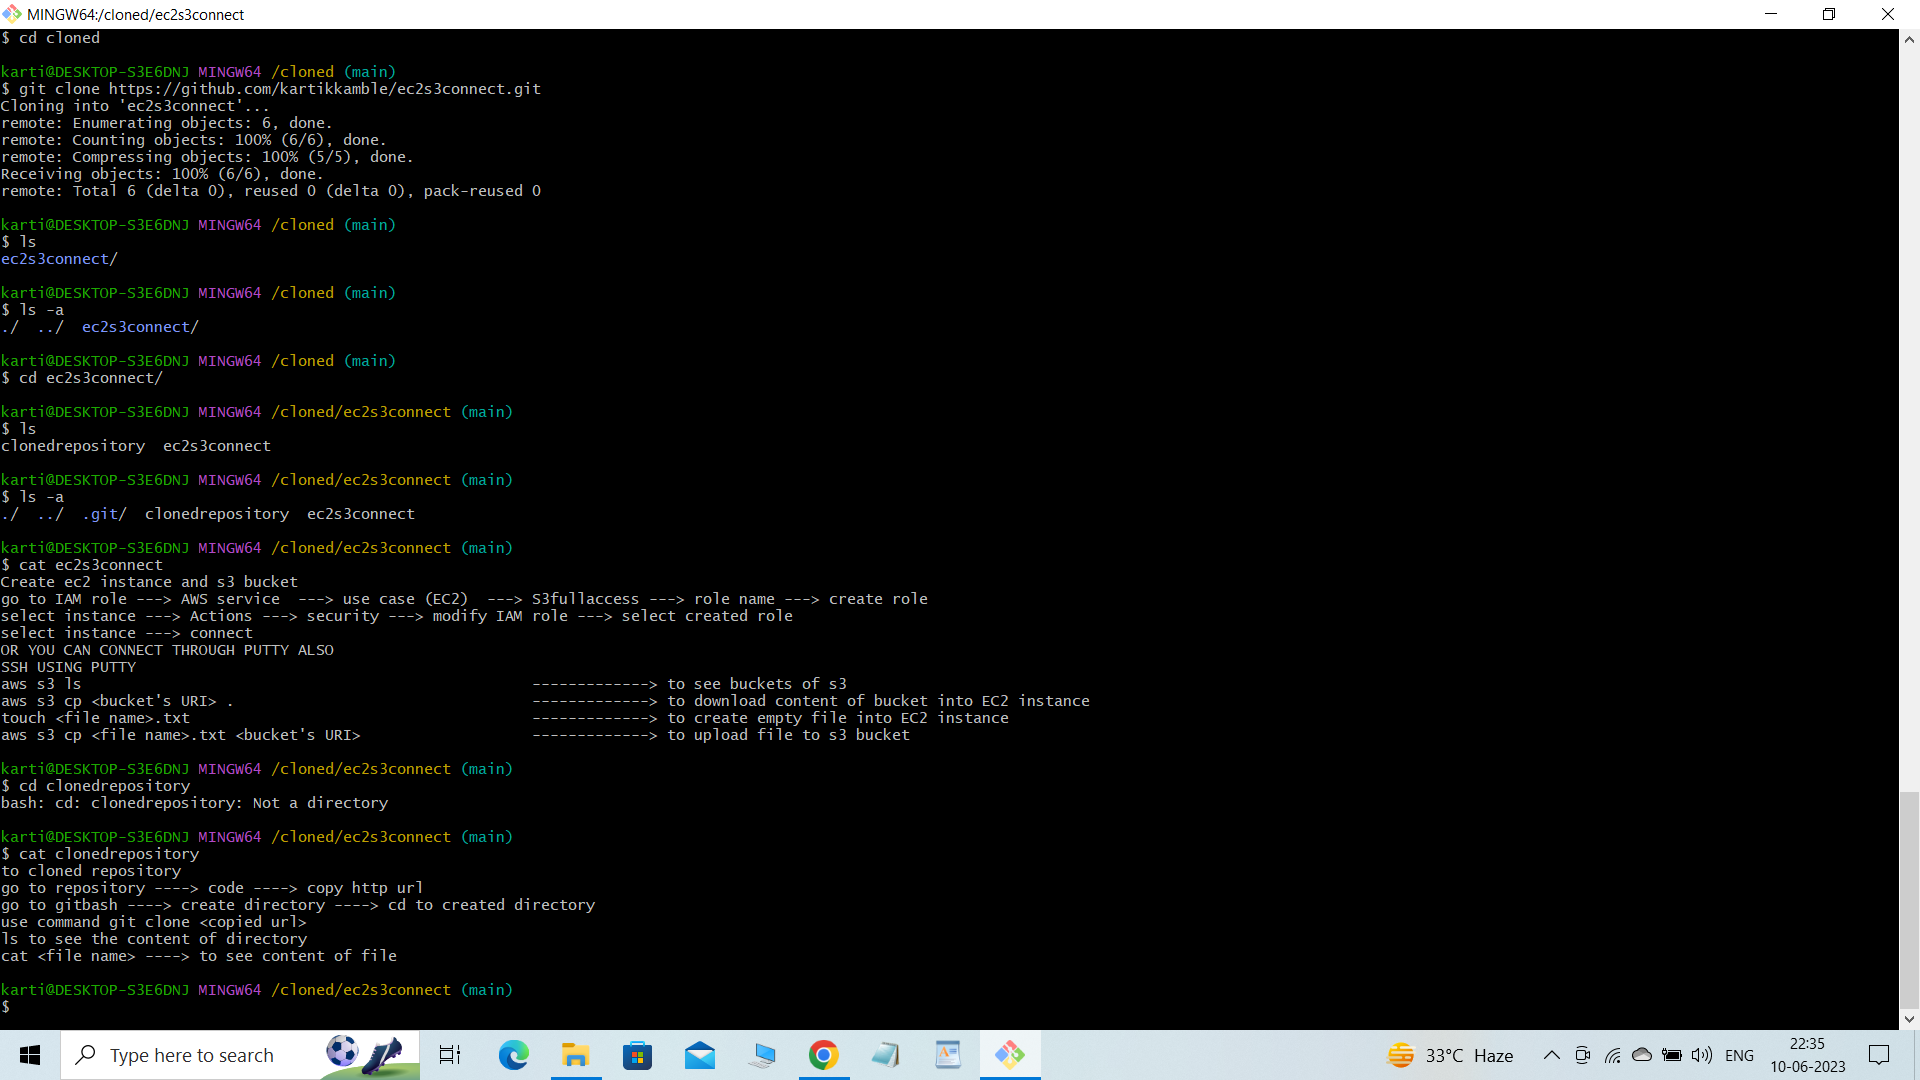 MINGW64:/cloned/ec2s3connect
$ cd cloned
karti@DESKTOP-S3E6DNJ MINGW64 /cloned (main)
$ git clone https://github.com/kartikkamble/ec2s3connect.git
Cloning into 'ec2s3connect'...
remote: Enumerating objects: 6, done.
remote: Counting objects: 100% (6/6), done.
remote: Compressing objects: 100% (5/5), done.
Receiving objects: 100% (6/6), done.
remote: Total 6 (delta 0), reused 0 (delta 0), pack-reused 0
karti@DESKTOP-S3E6DNJ MINGW64 /cloned (main)
$ ls
ec2s3connect/
karti@DESKTOP-S3E6DNJ MINGW64 /cloned (main)
$ ls -a
./  ../  ec2s3connect/
karti@DESKTOP-S3E6DNJ MINGW64 /cloned (main)
$ cd ec2s3connect/
karti@DESKTOP-S3E6DNJ MINGW64 /cloned/ec2s3connect (main)
$ ls
clonedrepository  ec2s3connect
karti@DESKTOP-S3E6DNJ MINGW64 /cloned/ec2s3connect (main)
$ ls -a
./  ../  .git/  clonedrepository  ec2s3connect
karti@DESKTOP-S3E6DNJ MINGW64 /cloned/ec2s3connect (main)
$ cat ec2s3connect
Create ec2 instance and s3 bucket
go to IAM role ---> AWS service  ---> use case (EC2)  ---> S3fullaccess ---> role name ---> create role
select instance ---> Actions ---> security ---> modify IAM role ---> select created role
select instance ---> connect
OR YOU CAN CONNECT THROUGH PUTTY ALSO
SSH USING PUTTY
aws s3 ls -------------> to see buckets of s3
aws s3 cp <bucket's URI> . -------------> to download content of bucket into EC2 instance
touch <file name>.txt -------------> to create empty file into EC2 instance
aws s3 cp <file name>.txt <bucket's URI> -------------> to upload file to s3 bucket
karti@DESKTOP-S3E6DNJ MINGW64 /cloned/ec2s3connect (main)
$ cd clonedrepository
bash: cd: clonedrepository: Not a directory
karti@DESKTOP-S3E6DNJ MINGW64 /cloned/ec2s3connect (main)
$ cat clonedrepository
to cloned repository
go to repository ----> code ----> copy http url
go to gitbash ----> create directory ----> cd to created directory
use command git clone <copied url>
ls to see the content of directory
cat <file name> ----> to see content of file
karti@DESKTOP-S3E6DNJ MINGW64 /cloned/ec2s3connect (main)
$
Type here to search
33°C Haze
ENG
22:35
10-06-2023